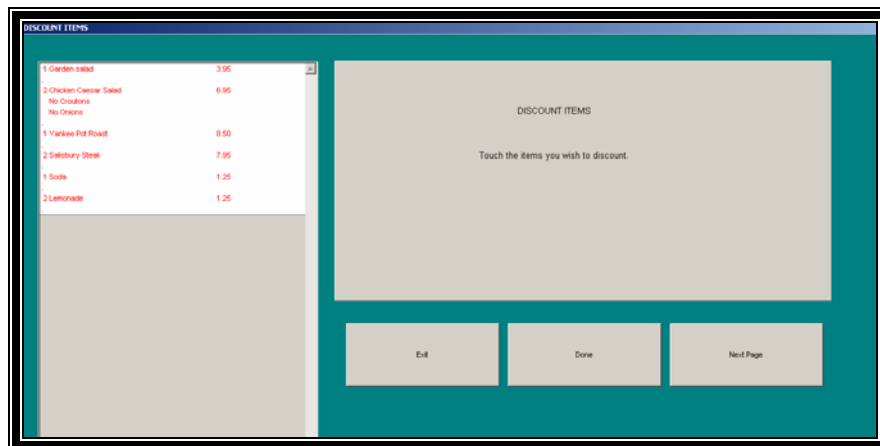 DISCOUNT ITEMS
1 Garden salad 3.95
.
2 Chicken Caesar Salad 6.95
No Croutons
No Onions
.
1 Yankee Pot Roast 8.50
.
2 Salisbury Steak 7.95
.
1 Soda 1.25
.
2 Lemonade 1.25
.
DISCOUNT ITEMS
Touch the items you wish to discount.
Exit
Done
Next Page